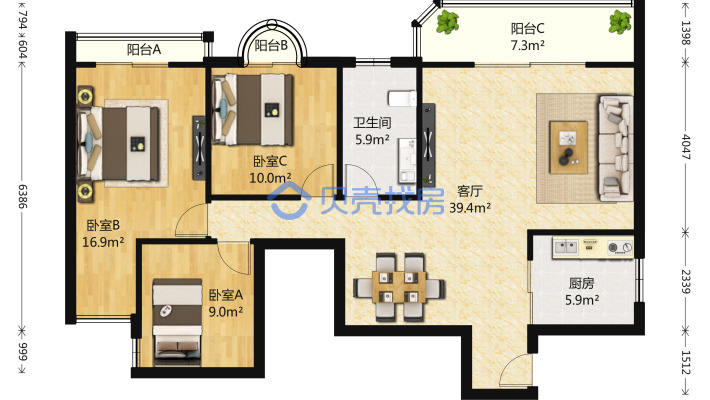 794
604
6386
999
阳台A
阳台B
阳台C
7.3m²
1398
4047
2339
1512
卫生间
5.9m²
卧室C
10.0m²
客厅
39.4m²
贝壳找房
卧室B
16.9m²
卧室A
9.0m²
厨房
5.9m²